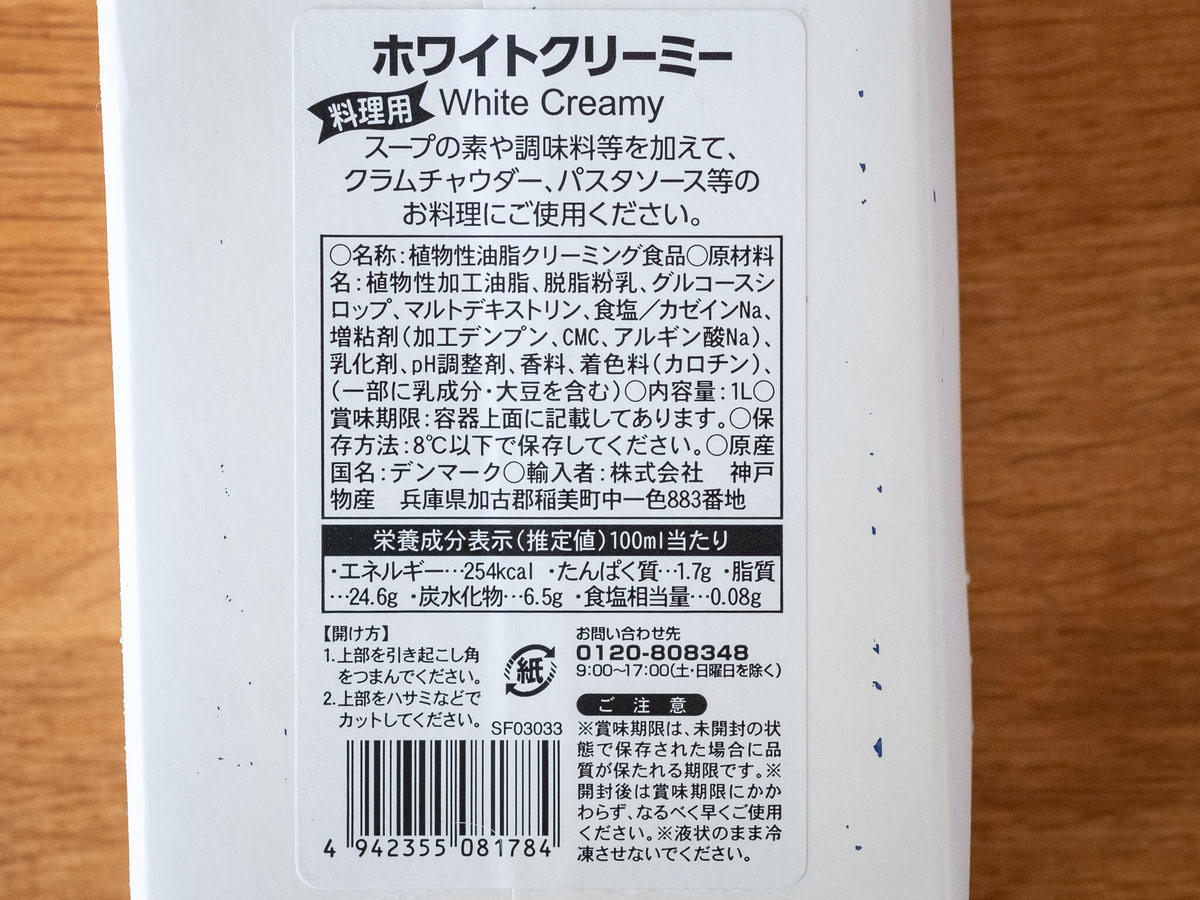 ホワイトクリーミー
料理用
White Creamy
スープの素や調味料等を加えて、
クラムチャウダー、パスタソース等の
お料理にご使用ください。
○名称：植物性油脂クリーミング食品○原材料
名：植物性加工油脂、脱脂粉乳、グルコースシ
ロップ、マルトデキストリン、食塩／カゼインNa、
増粘剤（加工デンプン、CMC、アルギン酸Na）、
乳化剤、pH調整剤、香料、着色料（カロチン）、
（一部に乳成分・大豆を含む）○内容量：1L○
賞味期限：容器上面に記載してあります。○保
存方法：8℃以下で保存してください。○原産
国名：デンマーク○輸入者：株式会社　神戸
物産　兵庫県加古郡稲美町中一色883番地
栄養成分表示（推定値）100ml当たり
・エネルギー…254kcal ・たんぱく質…1.7g ・脂質
…24.6g ・炭水化物…6.5g ・食塩相当量…0.08g
【開け方】
1.上部を引き起こし角
をつまんでください。
2.上部をハサミなどで
カットしてください。
紙
お問い合わせ先
0120-808348
9:00〜17:00（土・日曜日を除く）
SF03033
4 942355 081784
ご注意
※賞味期限は、未開封の状
態で保存された場合に品
質が保たれる期限です。※
開封後は賞味期限にかか
わらず、なるべく早くご使用
ください。※液状のまま冷
凍させないでください。